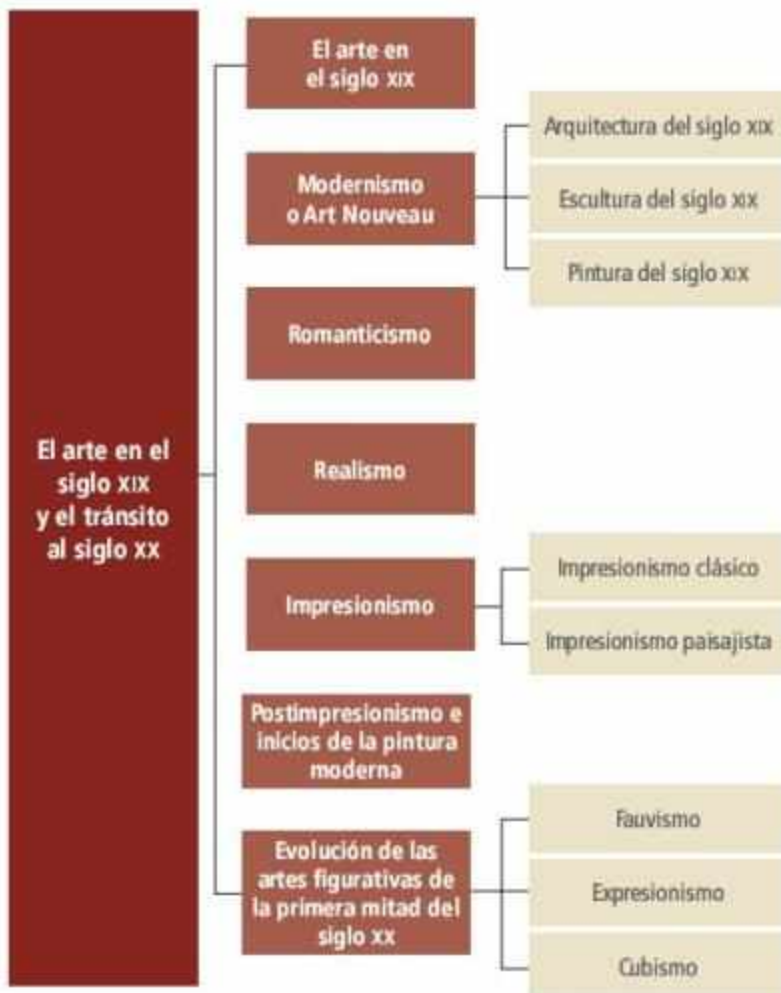 El arte en el
siglo XIX
y el tránsito
al siglo XX
El arte en
el siglo XIX
Modernismo
o Art Nouveau
Arquitectura del siglo XIX
Escultura del siglo XIX
Pintura del siglo XIX
Romanticismo
Realismo
Impresionismo
Impresionismo clásico
Impresionismo paisajista
Postimpresionismo e
inicios de la pintura
moderna
Evolución de las
artes figurativas de
la primera mitad del
siglo XX
Fauvismo
Expresionismo
Cubismo